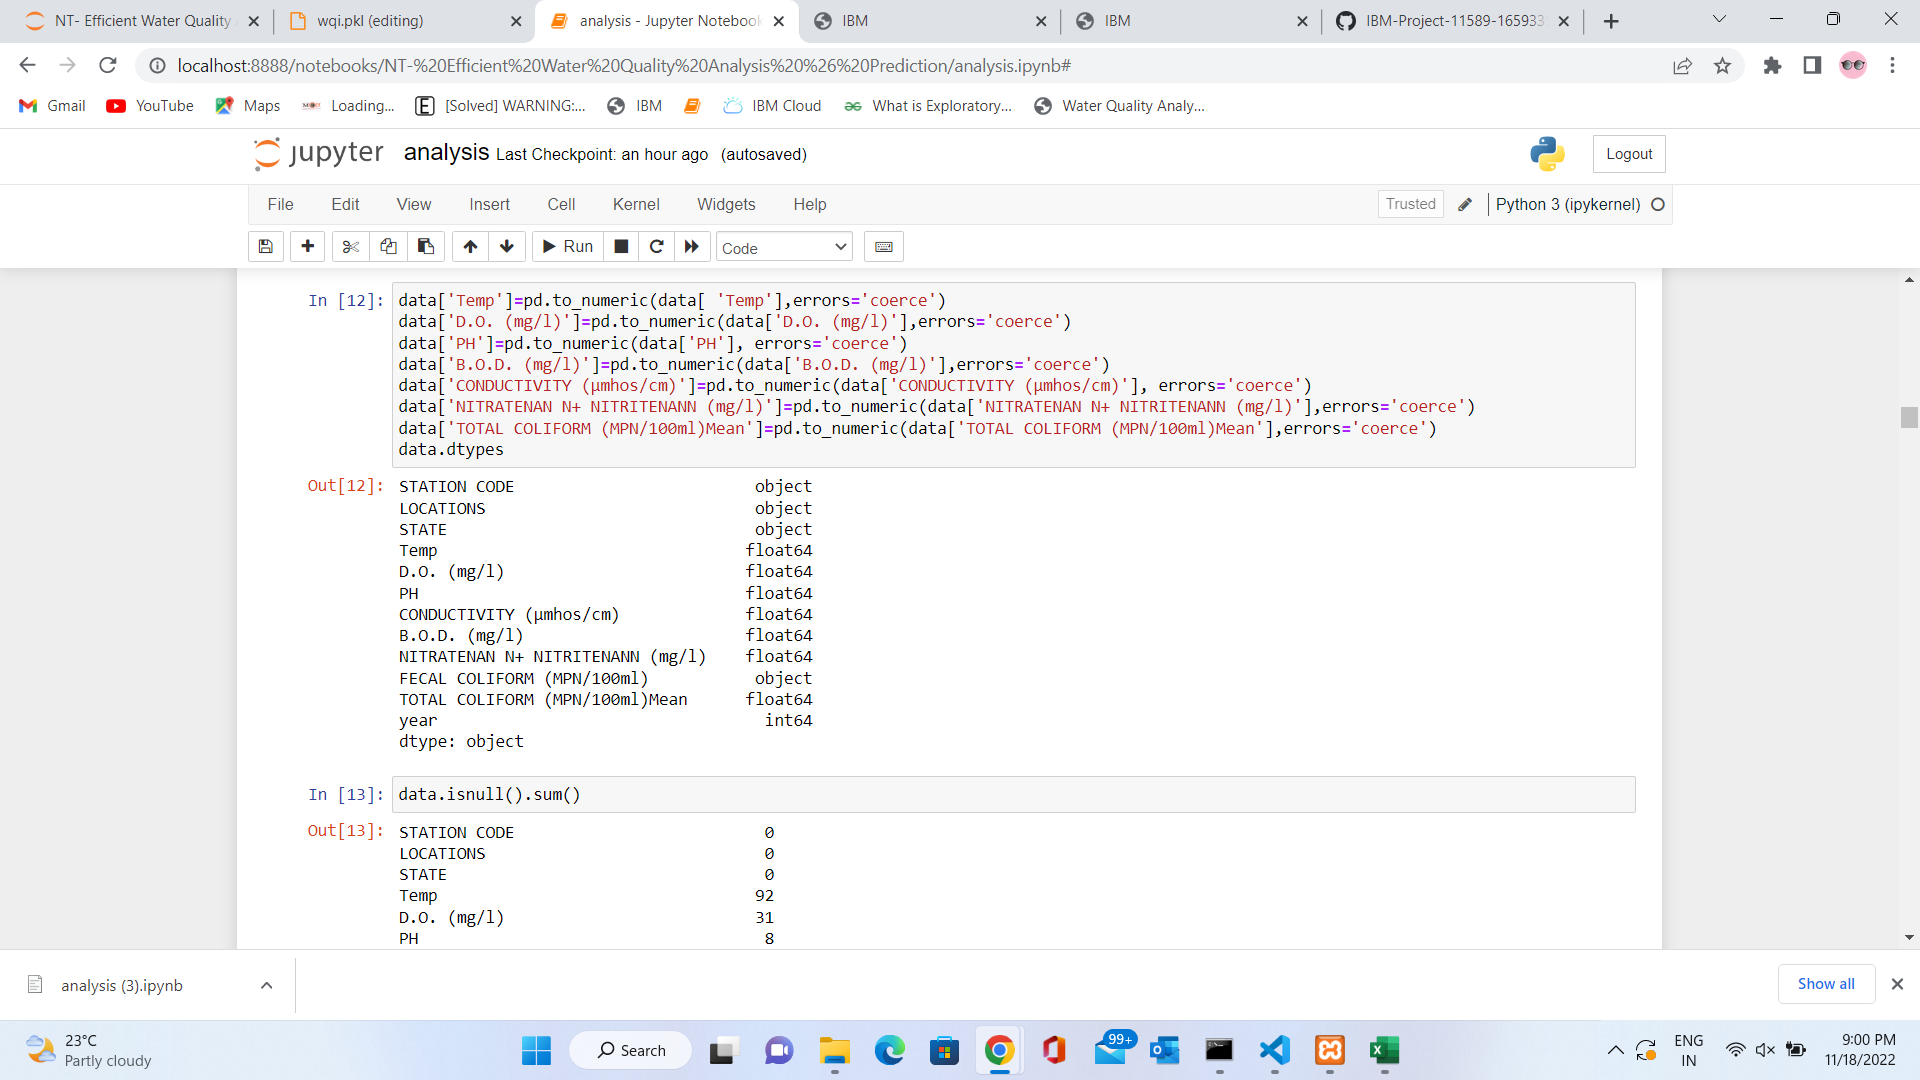 NT- Efficient Water Quality
wqi.pkl (editing)
analysis - Jupyter Notebook
IBM
IBM
IBM-Project-11589-165933
localhost:8888/notebooks/NT-%20Efficient%20Water%20Quality%20Analysis%20%26%20Prediction/analysis.ipynb#
Gmail
YouTube
Maps
Loading...
[Solved] WARNING:...
IBM
IBM Cloud
What is Exploratory...
Water Quality Analy...
jupyter analysis Last Checkpoint: an hour ago (autosaved)
Logout
File Edit View Insert Cell Kernel Widgets Help
Trusted
Python 3 (ipykernel)
Run
Code
In [12]: data['Temp']=pd.to_numeric(data[ 'Temp'],errors='coerce')
data['D.O. (mg/l)']=pd.to_numeric(data['D.O. (mg/l)'],errors='coerce')
data['PH']=pd.to_numeric(data['PH'], errors='coerce')
data['B.O.D. (mg/l)']=pd.to_numeric(data['B.O.D. (mg/l)'],errors='coerce')
data['CONDUCTIVITY (µmhos/cm)']=pd.to_numeric(data['CONDUCTIVITY (µmhos/cm)'], errors='coerce')
data['NITRATENAN N+ NITRITENANN (mg/l)']=pd.to_numeric(data['NITRATENAN N+ NITRITENANN (mg/l)'],errors='coerce')
data['TOTAL COLIFORM (MPN/100ml)Mean']=pd.to_numeric(data['TOTAL COLIFORM (MPN/100ml)Mean'],errors='coerce')
data.dtypes
Out[12]: STATION CODE object
LOCATIONS object
STATE object
Temp float64
D.O. (mg/l) float64
PH float64
CONDUCTIVITY (µmhos/cm) float64
B.O.D. (mg/l) float64
NITRATENAN N+ NITRITENANN (mg/l) float64
FECAL COLIFORM (MPN/100ml) object
TOTAL COLIFORM (MPN/100ml)Mean float64
year int64
dtype: object
In [13]: data.isnull().sum()
Out[13]: STATION CODE 0
LOCATIONS 0
STATE 0
Temp 92
D.O. (mg/l) 31
PH 8
analysis (3).ipynb
Show all
23°C
Partly cloudy
Search
99+
ENG
IN
9:00 PM
11/18/2022